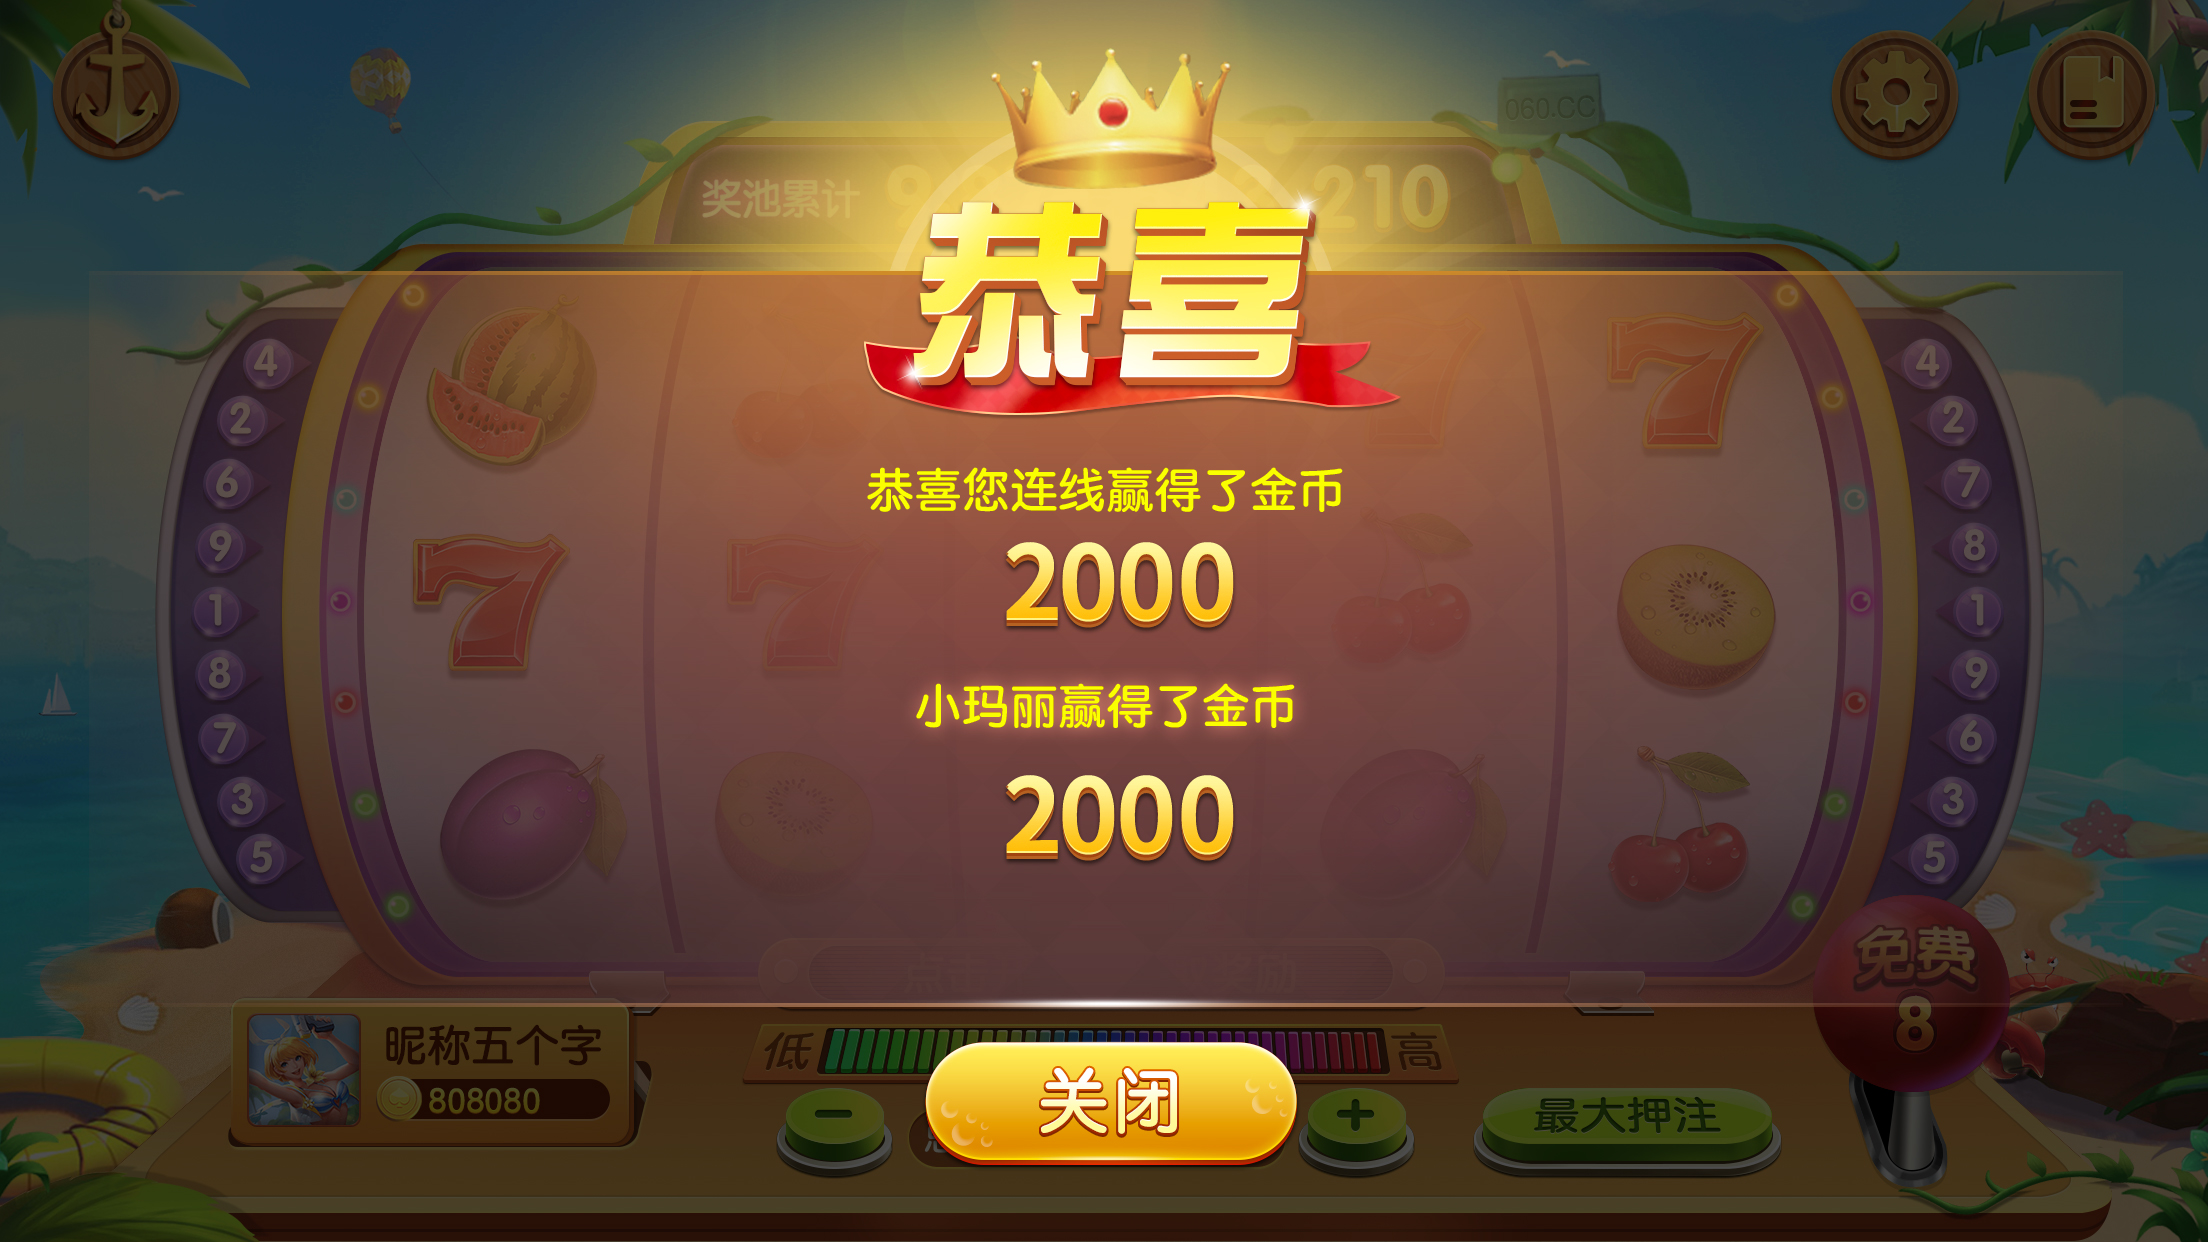 060.CC
奖池累计 9 210
恭喜
4 4
2 2
6 7
9 8
1 1
8 9
7 6
3 3
5 5
恭喜您连线赢得了金币
2000
小玛丽赢得了金币
2000
免费
8
昵称五个字
808080
低 高
关闭
最大押注